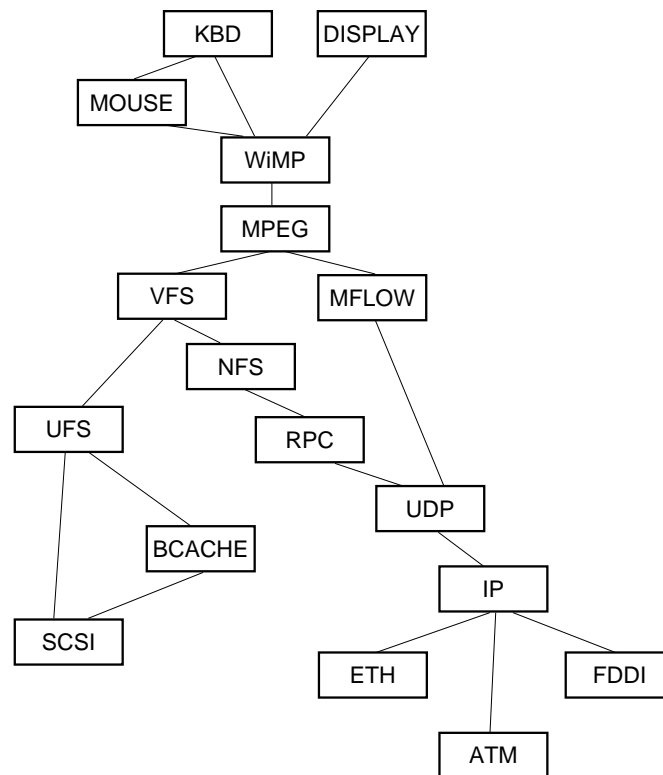 KBD
DISPLAY
MOUSE
WiMP
MPEG
VFS
MFLOW
NFS
UFS
RPC
UDP
BCACHE
IP
SCSI
ETH
FDDI
ATM